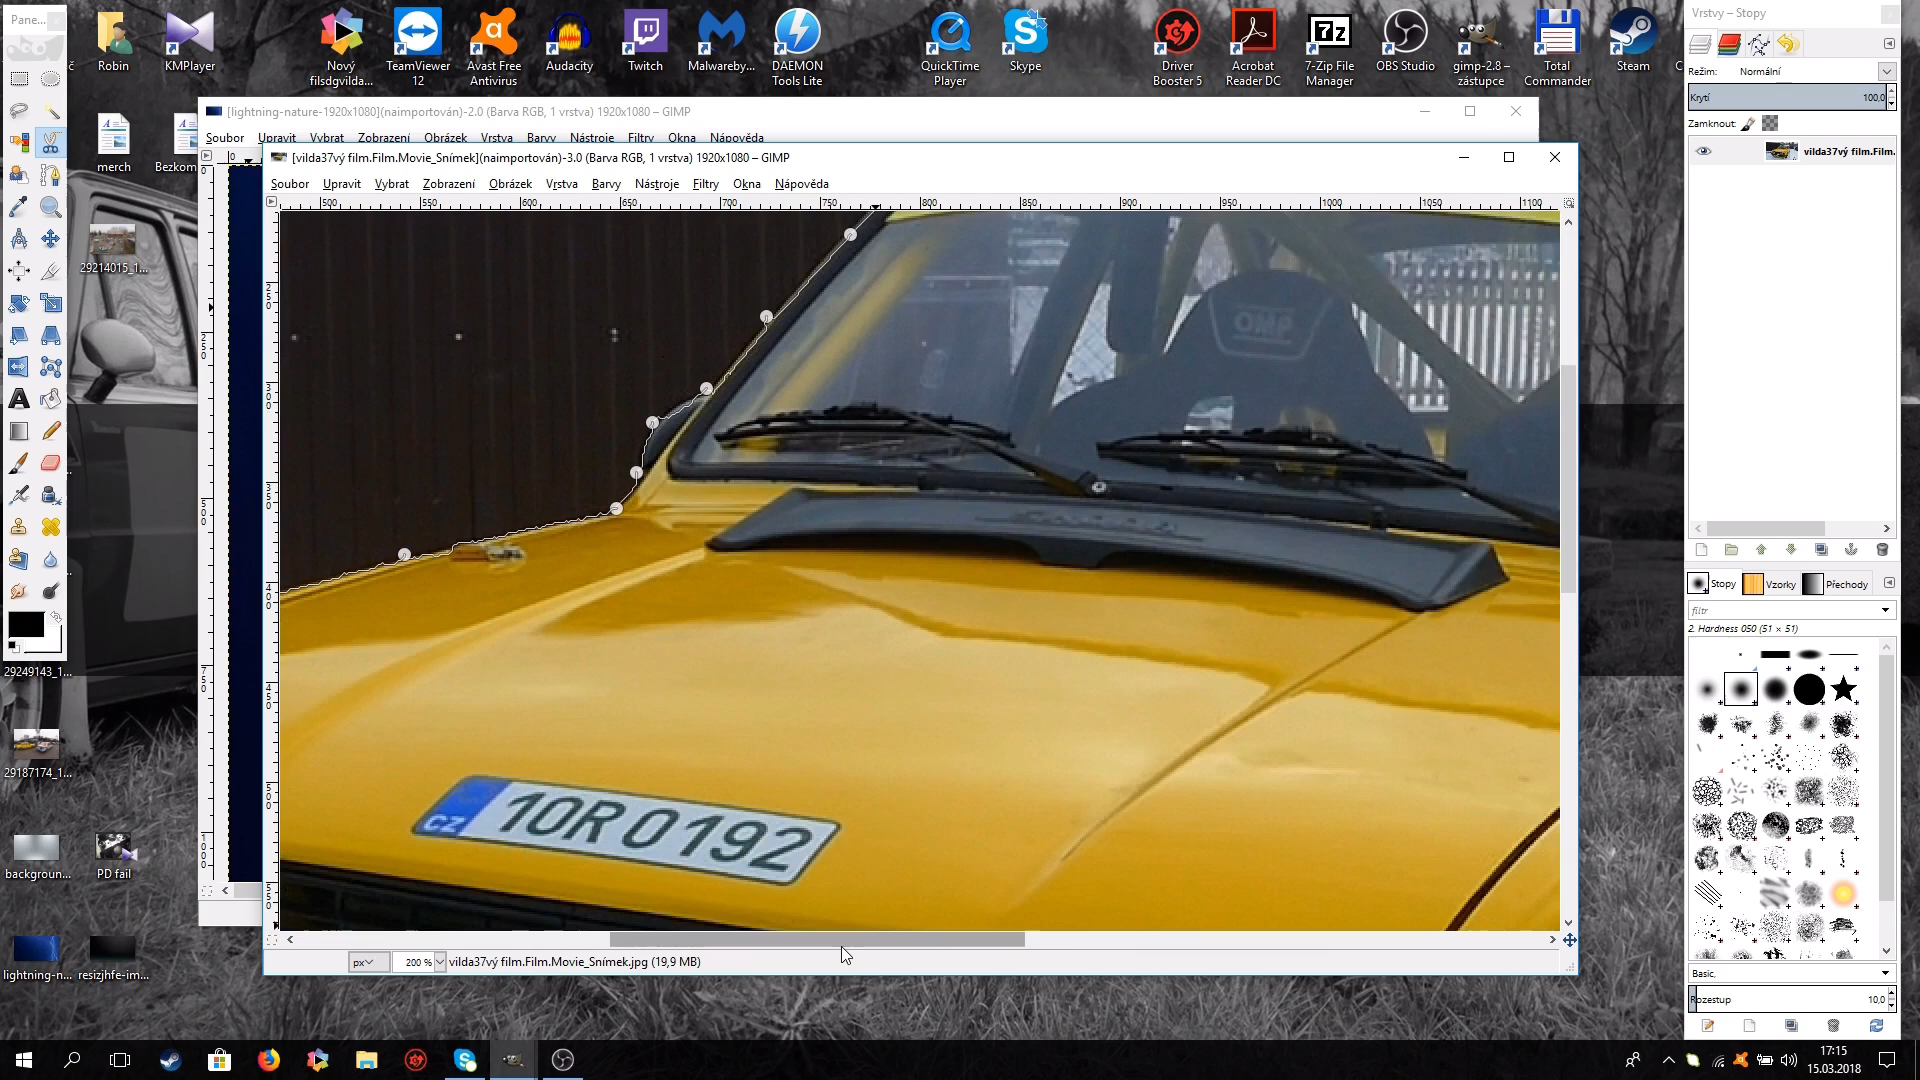 Pane...
Robin
KMPlayer
Nový
filsdgvilda...
TeamViewer
12
Avast Free
Antivirus
Audacity
Twitch
Malwareby...
DAEMON
Tools Lite
QuickTime
Player
Skype
Driver
Booster 5
Acrobat
Reader DC
7-Zip File
Manager
OBS Studio
gimp-2.8 –
zástupce
Total
Commander
Steam
Vrstvy – Stopy
Režim:
Normální
Krytí
100,0
Zamknout:
vilda37vý film.Film.
[lightning-nature-1920x1080](naimportován)-2.0 (Barva RGB, 1 vrstva) 1920x1080 – GIMP
Soubor Upravit Vybrat Zobrazení Obrázek Vrstva Barvy Nástroje Filtry Okna Nápověda
[vilda37vý film.Film.Movie_Snímek](naimportován)-3.0 (Barva RGB, 1 vrstva) 1920x1080 – GIMP
Soubor Upravit Vybrat Zobrazení Obrázek Vrstva Barvy Nástroje Filtry Okna Nápověda
500 550 600 650 700 750 800 850 900 950 1000 1050 1100
merch
Bezkom
29214015_1...
29249143_1...
29187174_1...
backgroun...
PD fail
lightning-n...
resizjhfe-im...
OMP
CZ 10R0192
px
200 %
vilda37vý film.Film.Movie_Snímek.jpg (19,9 MB)
Stopy
Vzorky
Přechody
filtr
2. Hardness 050 (51 × 51)
Basic,
Rozestup
10,0
17:15
15.03.2018